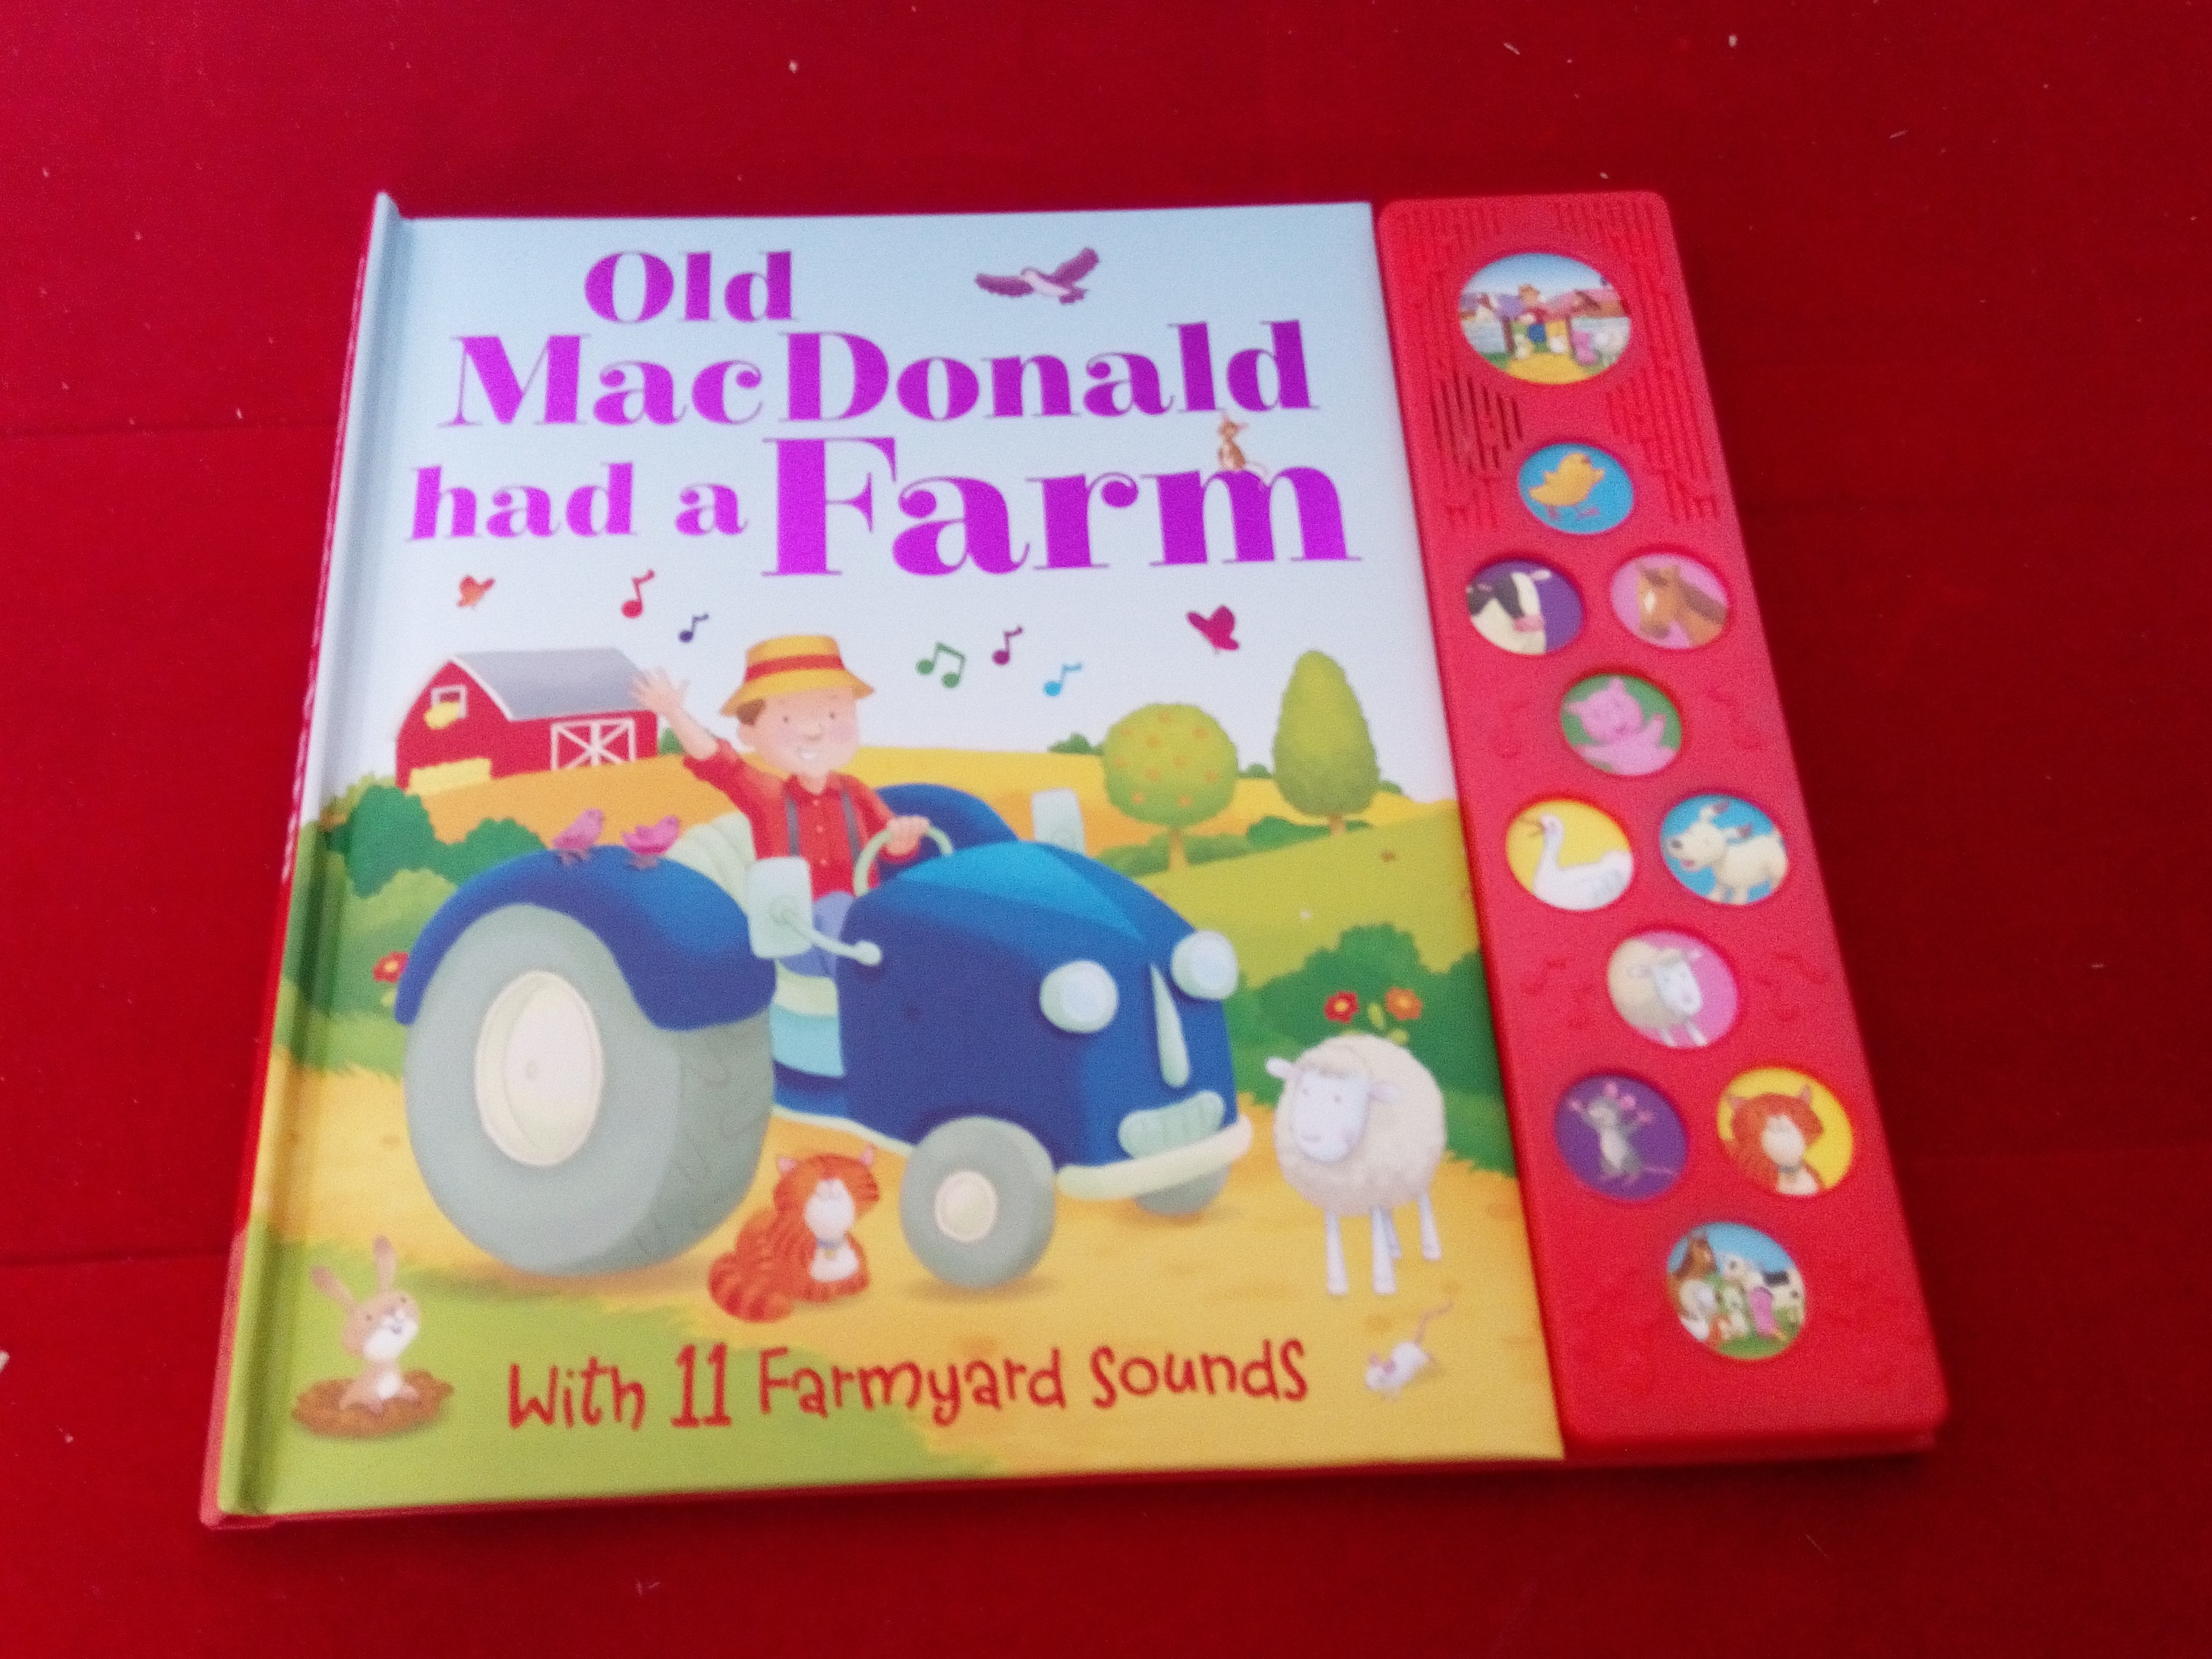 Old
MacDonald
had a Farm
With 11 Farmyard Sounds